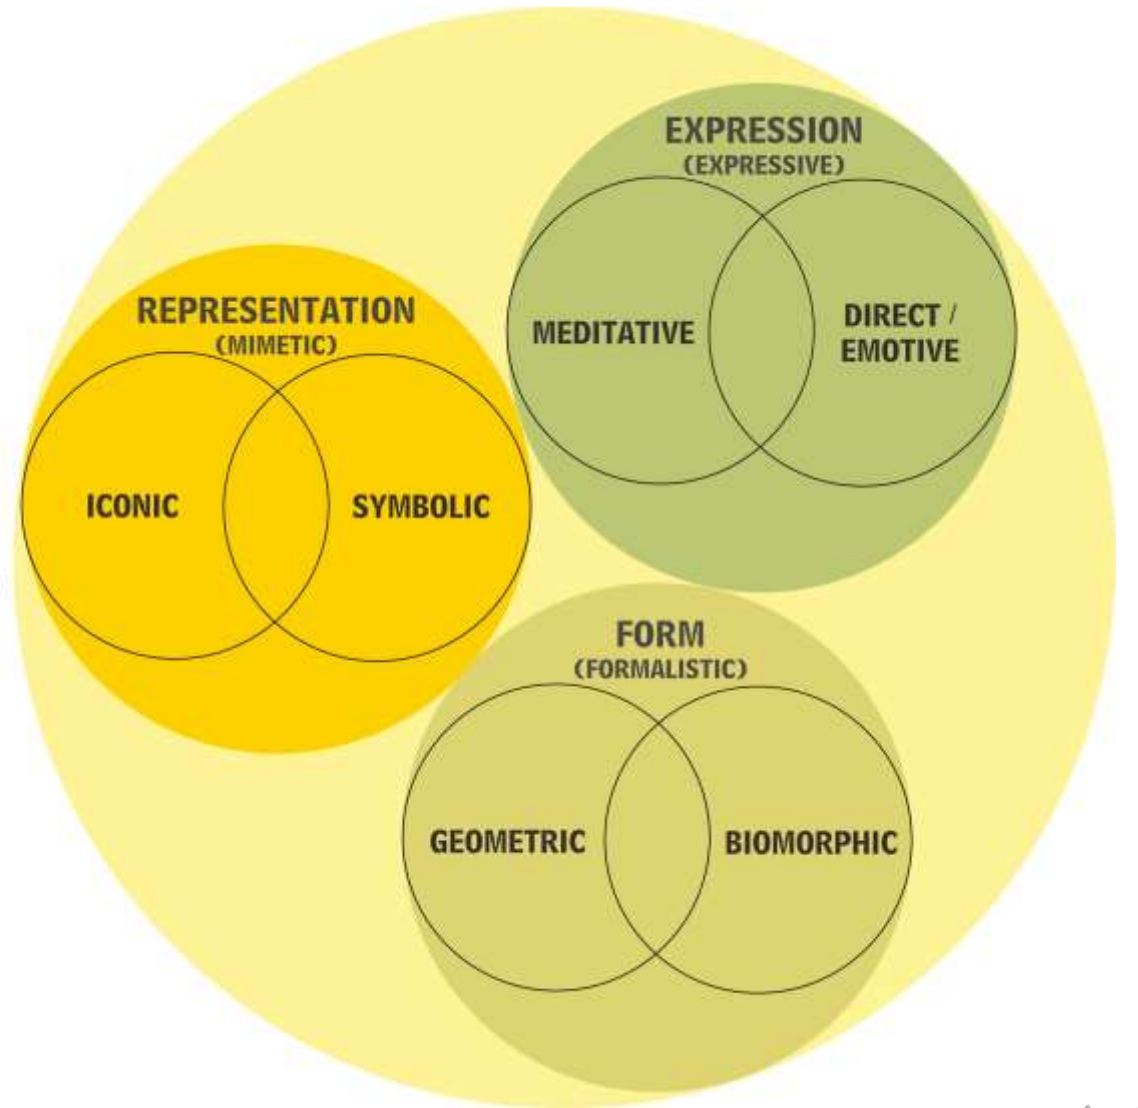 EXPRESSION
(EXPRESSIVE)
MEDITATIVE
DIRECT /
EMOTIVE
REPRESENTATION
(MIMETIC)
ICONIC
SYMBOLIC
FORM
(FORMALISTIC)
GEOMETRIC
BIOMORPHIC